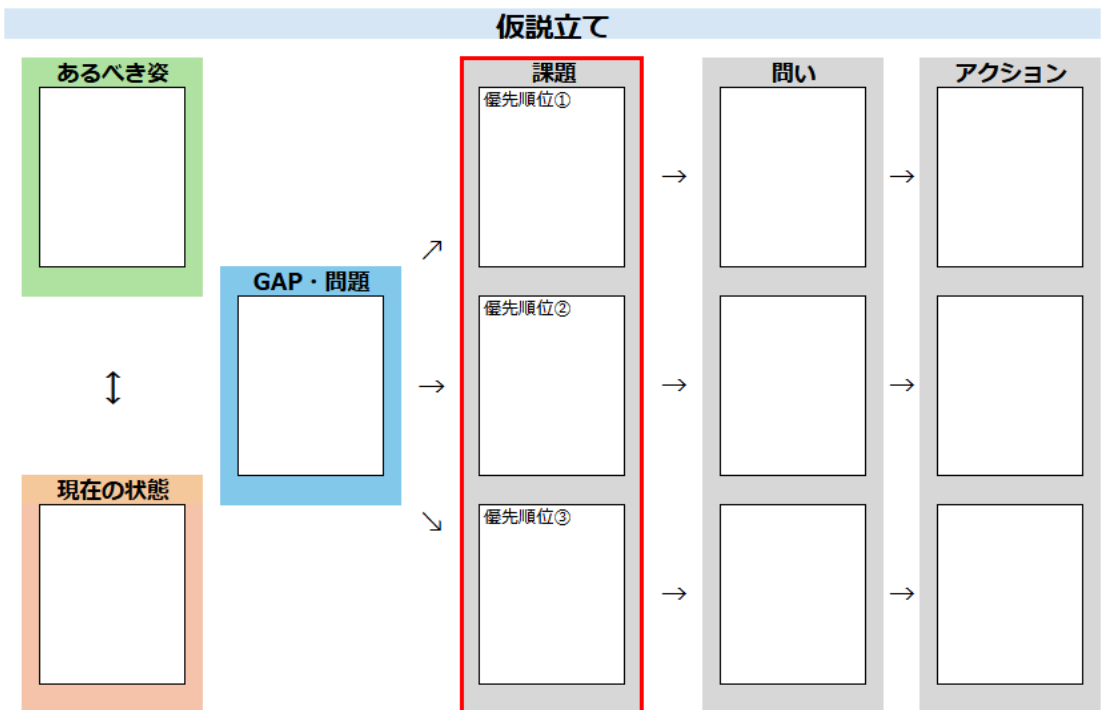 仮説立て
あるべき姿
現在の状態
GAP・問題
課題
優先順位①
優先順位②
優先順位③
問い
アクション